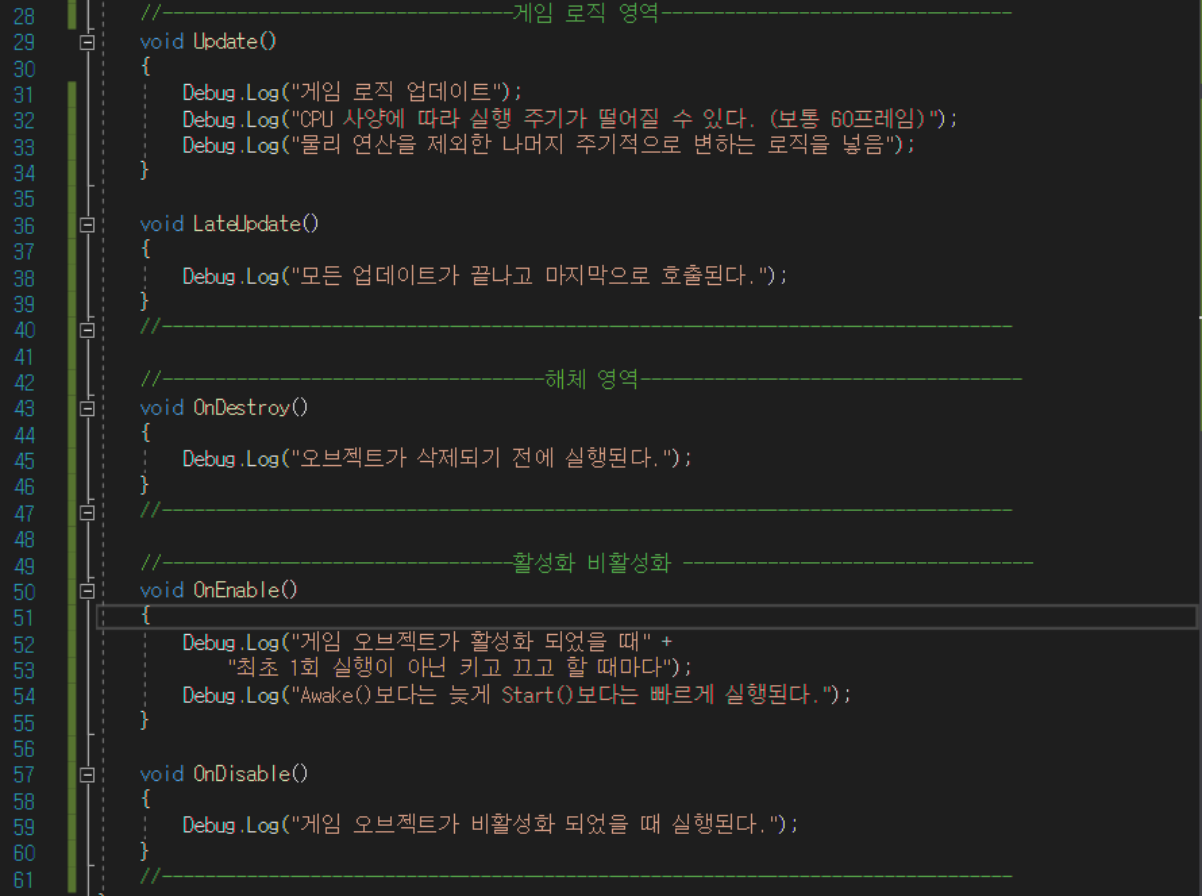 28 //---------------------------------게임 로직 영역---------------------------------
29 void Update()
30 {
31 Debug.Log("게임 로직 업데이트");
32 Debug.Log("CPU 사양에 따라 실행 주기가 떨어질 수 있다. (보통 60프레임)");
33 Debug.Log("물리 연산을 제외한 나머지 주기적으로 변하는 로직을 넣음");
34 }
35
36 void LateUpdate()
37 {
38 Debug.Log("모든 업데이트가 끝나고 마지막으로 호출된다.");
39 }
40 //--------------------------------------------------------------------------------
41
42 //------------------------------------해체 영역------------------------------------
43 void OnDestroy()
44 {
45 Debug.Log("오브젝트가 삭제되기 전에 실행된다.");
46 }
47 //--------------------------------------------------------------------------------
48
49 //---------------------------------활성화 비활성화 ---------------------------------
50 void OnEnable()
51 {
52 Debug.Log("게임 오브젝트가 활성화 되었을 때" +
53 "최초 1회 실행이 아닌 키고 끄고 할 때마다");
54 Debug.Log("Awake()보다는 늦게 Start()보다는 빠르게 실행된다.");
55 }
56
57 void OnDisable()
58 {
59 Debug.Log("게임 오브젝트가 비활성화 되었을 때 실행된다.");
60 }
61 //--------------------------------------------------------------------------------